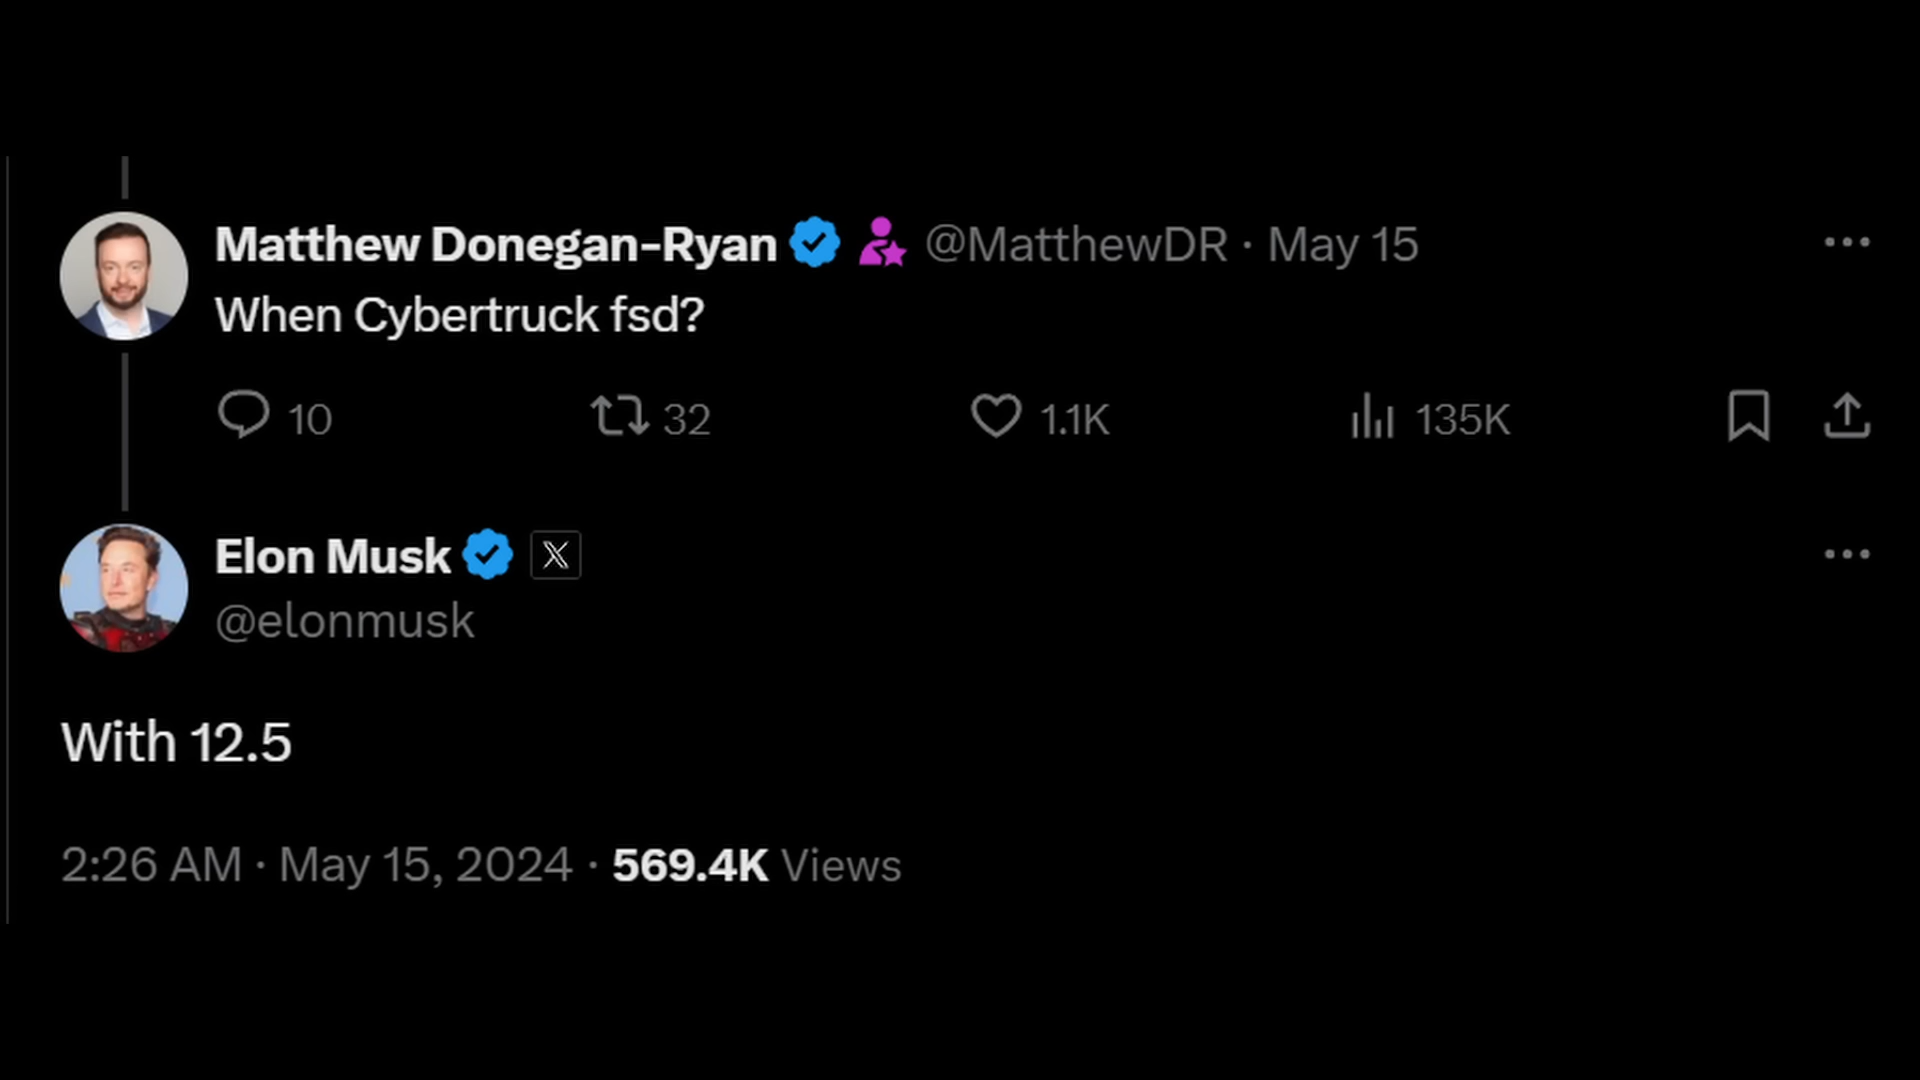 Matthew Donegan-Ryan @MatthewDR · May 15
When Cybertruck fsd?
10 32 1.1K 135K
Elon Musk
@elonmusk
With 12.5
2:26 AM · May 15, 2024 · 569.4K Views